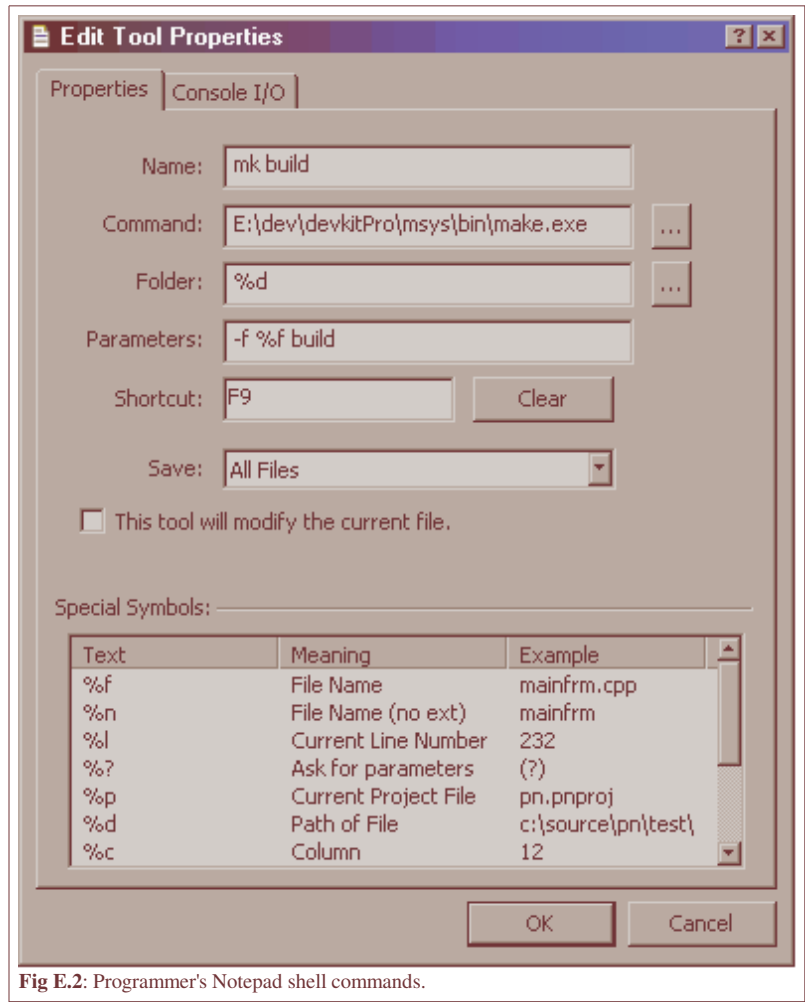 Edit Tool Properties ? ×
Properties Console I/O
Name: mk build
Command: E:\dev\devkitPro\msys\bin\make.exe ...
Folder: %d ...
Parameters: -f %f build
Shortcut: F9 Clear
Save: All Files
This tool will modify the current file.
Special Symbols:
Text Meaning Example
%f File Name mainfrm.cpp
%n File Name (no ext) mainfrm
%l Current Line Number 232
%? Ask for parameters (?)
%p Current Project File pn.pnproj
%d Path of File c:\source\pn\test\
%c Column 12
OK Cancel
Fig E.2: Programmer's Notepad shell commands.